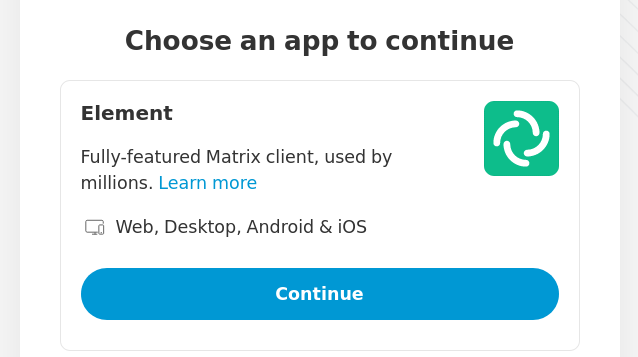 Choose an app to continue
Element
Fully-featured Matrix client, used by
millions. Learn more
Web, Desktop, Android & iOS
Continue